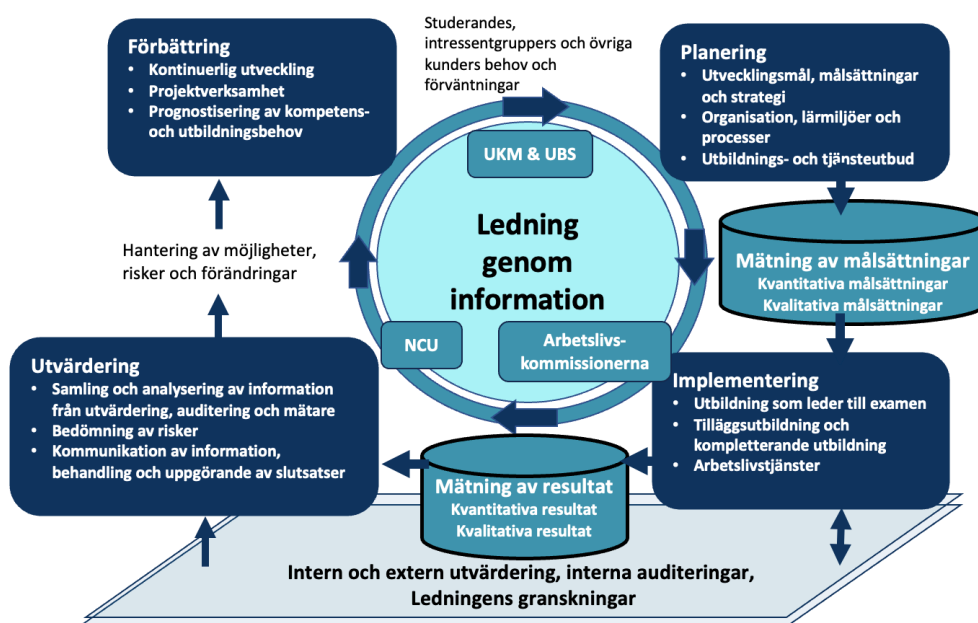 Förbättring
• Kontinuerlig utveckling
• Projektverksamhet
• Prognostisering av kompetens-
och utbildningsbehov
Studerandes,
intressentgruppers och övriga
kunders behov och
förväntningar
Planering
• Utvecklingsmål, målsättningar
och strategi
• Organisation, lärmiljöer och
processer
• Utbildnings- och tjänsteutbud
UKM & UBS
Ledning
genom
information
NCU
Arbetslivs-
kommissionerna
Mätning av målsättningar
Kvantitativa målsättningar
Kvalitativa målsättningar
Hantering av möjligheter,
risker och förändringar
Utvärdering
• Samling och analysering av information
från utvärdering, auditering och mätare
• Bedömning av risker
• Kommunikation av information,
behandling och uppgörande av slutsatser
Implementering
• Utbildning som leder till examen
• Tilläggsutbildning och
kompletterande utbildning
• Arbetslivstjänster
Mätning av resultat
Kvantitativa resultat
Kvalitativa resultat
Intern och extern utvärdering, interna auditeringar,
Ledningens granskningar